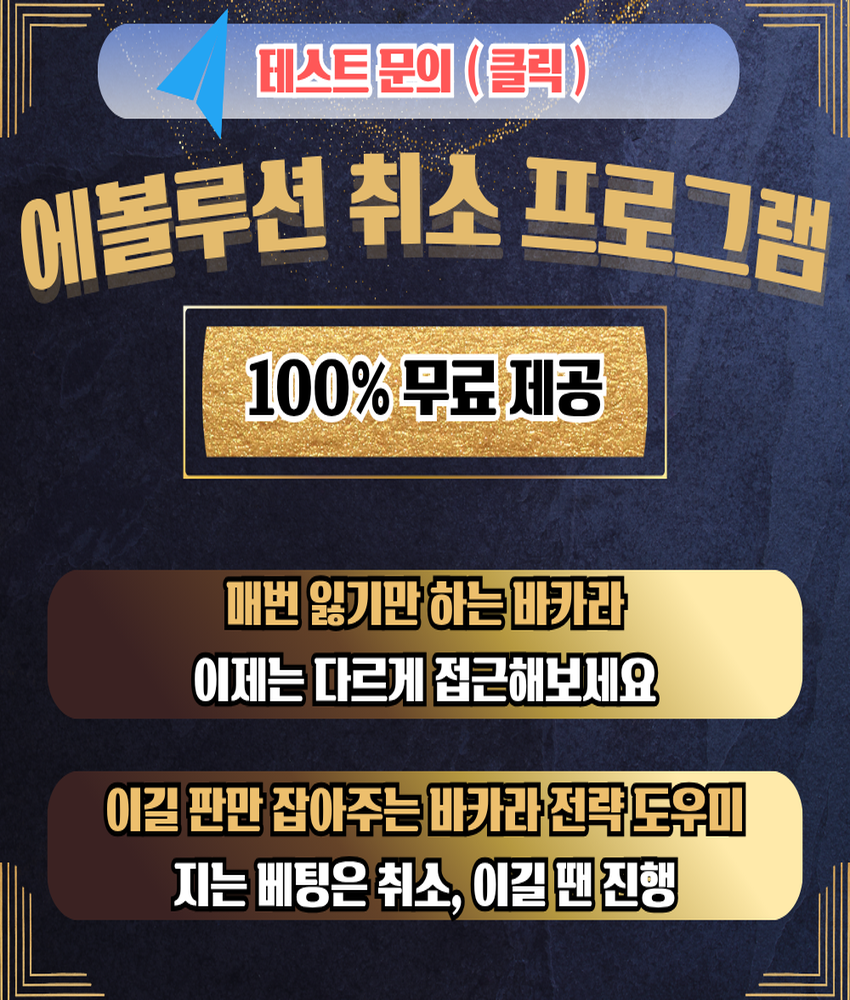 테스트 문의 ( 클릭 )
에볼루션 취소 프로그램
100% 무료 제공
매번 잃기만 하는 바카라
이제는 다르게 접근해보세요
이길 판만 잡아주는 바카라 전략 도우미
지는 베팅은 취소, 이길 땐 진행